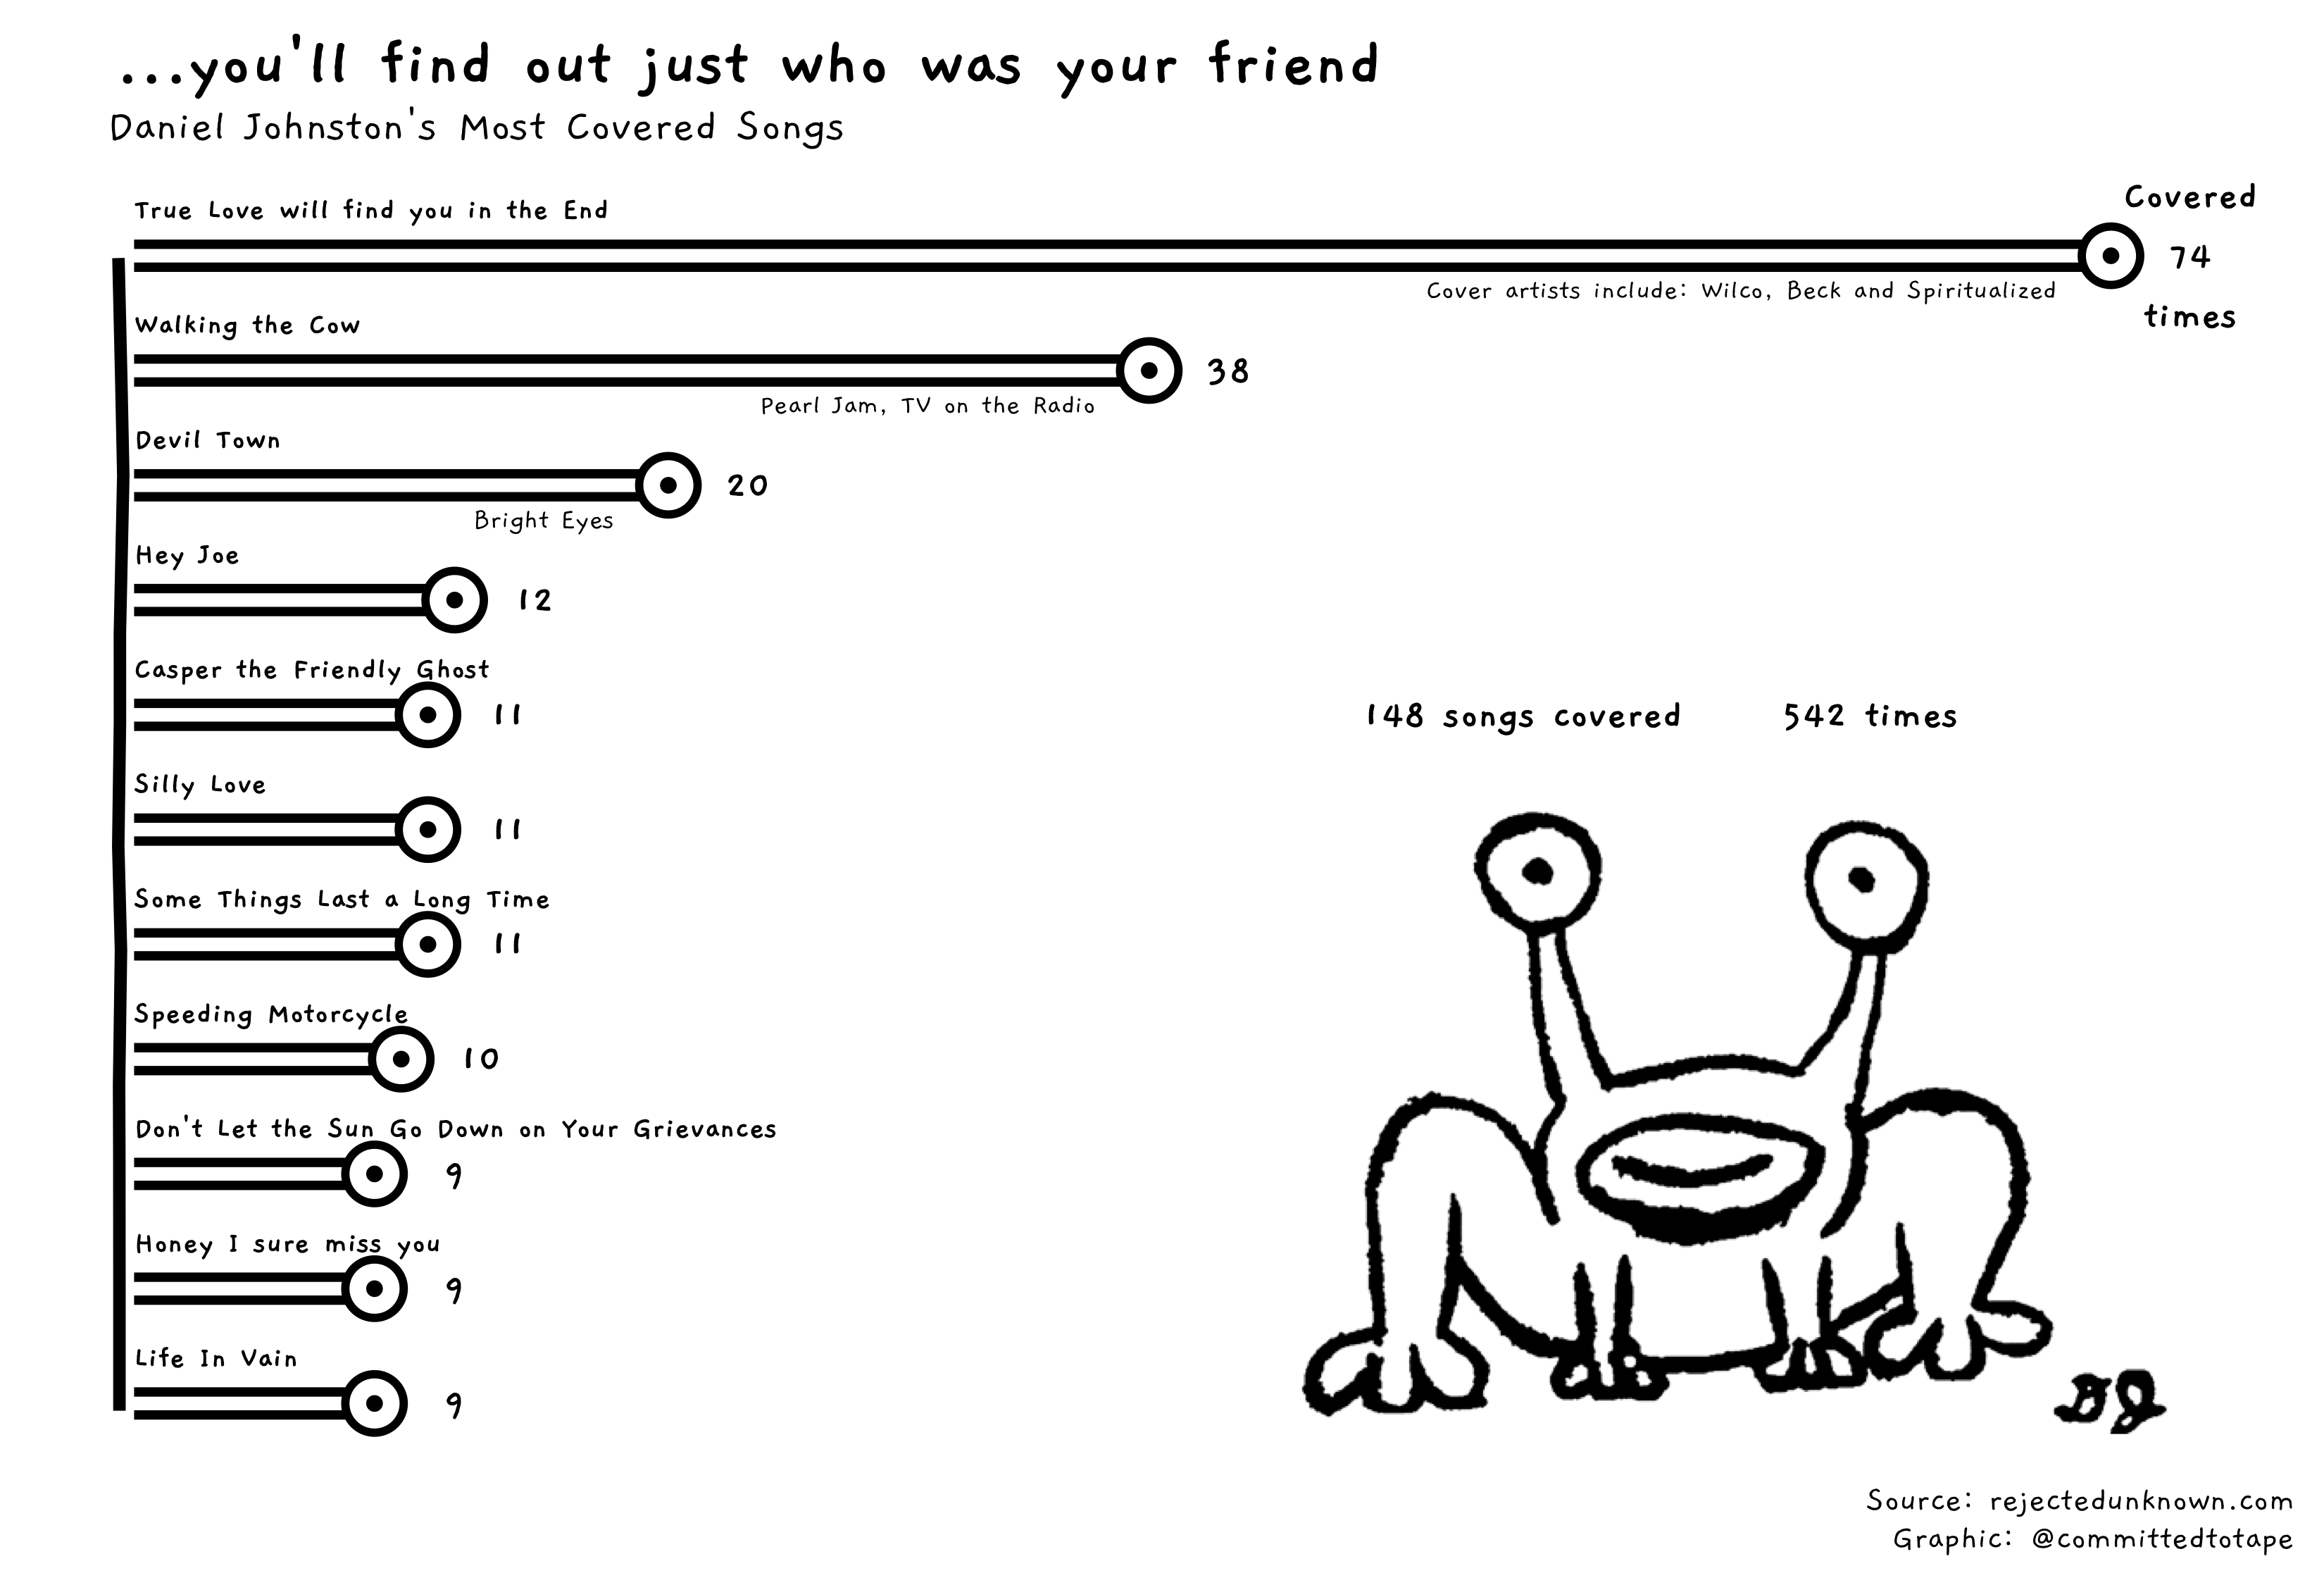 ...you'll find out just who was your friend
Daniel Johnston's Most Covered Songs
True Love will find you in the End
Covered
74
times
Cover artists include: Wilco, Beck and Spiritualized
Walking the Cow
38
Pearl Jam, TV on the Radio
Devil Town
20
Bright Eyes
Hey Joe
12
Casper the Friendly Ghost
11
148 songs covered
542 times
Silly Love
11
Some Things Last a Long Time
11
Speeding Motorcycle
10
Don't Let the Sun Go Down on Your Grievances
9
Honey I sure miss you
9
Life In Vain
9
DJ
Source: rejectedunknown.com
Graphic: @committedtotape